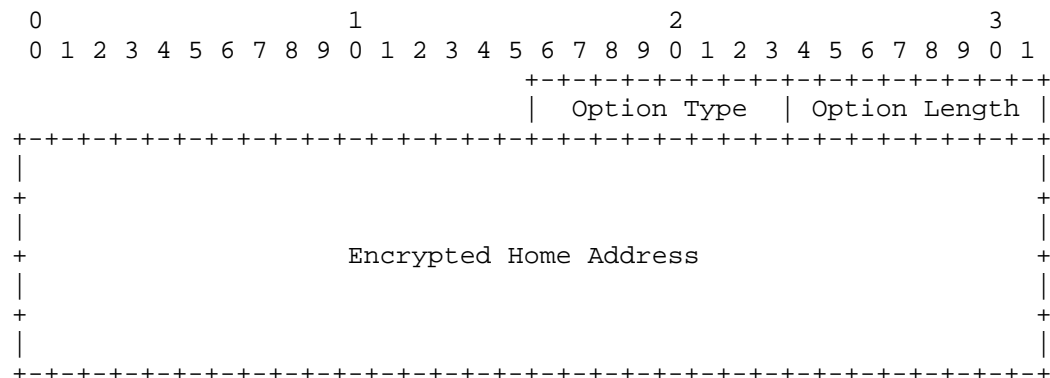 0                   1                   2                   3
 0 1 2 3 4 5 6 7 8 9 0 1 2 3 4 5 6 7 8 9 0 1 2 3 4 5 6 7 8 9 0 1
                                +-+-+-+-+-+-+-+-+-+-+-+-+-+-+-+-+
                                |  Option Type  | Option Length |
+-+-+-+-+-+-+-+-+-+-+-+-+-+-+-+-+-+-+-+-+-+-+-+-+-+-+-+-+-+-+-+-+
|                                                               |
+                                                               +
|                                                               |
+                    Encrypted Home Address                     +
|                                                               |
+                                                               +
|                                                               |
+-+-+-+-+-+-+-+-+-+-+-+-+-+-+-+-+-+-+-+-+-+-+-+-+-+-+-+-+-+-+-+-+